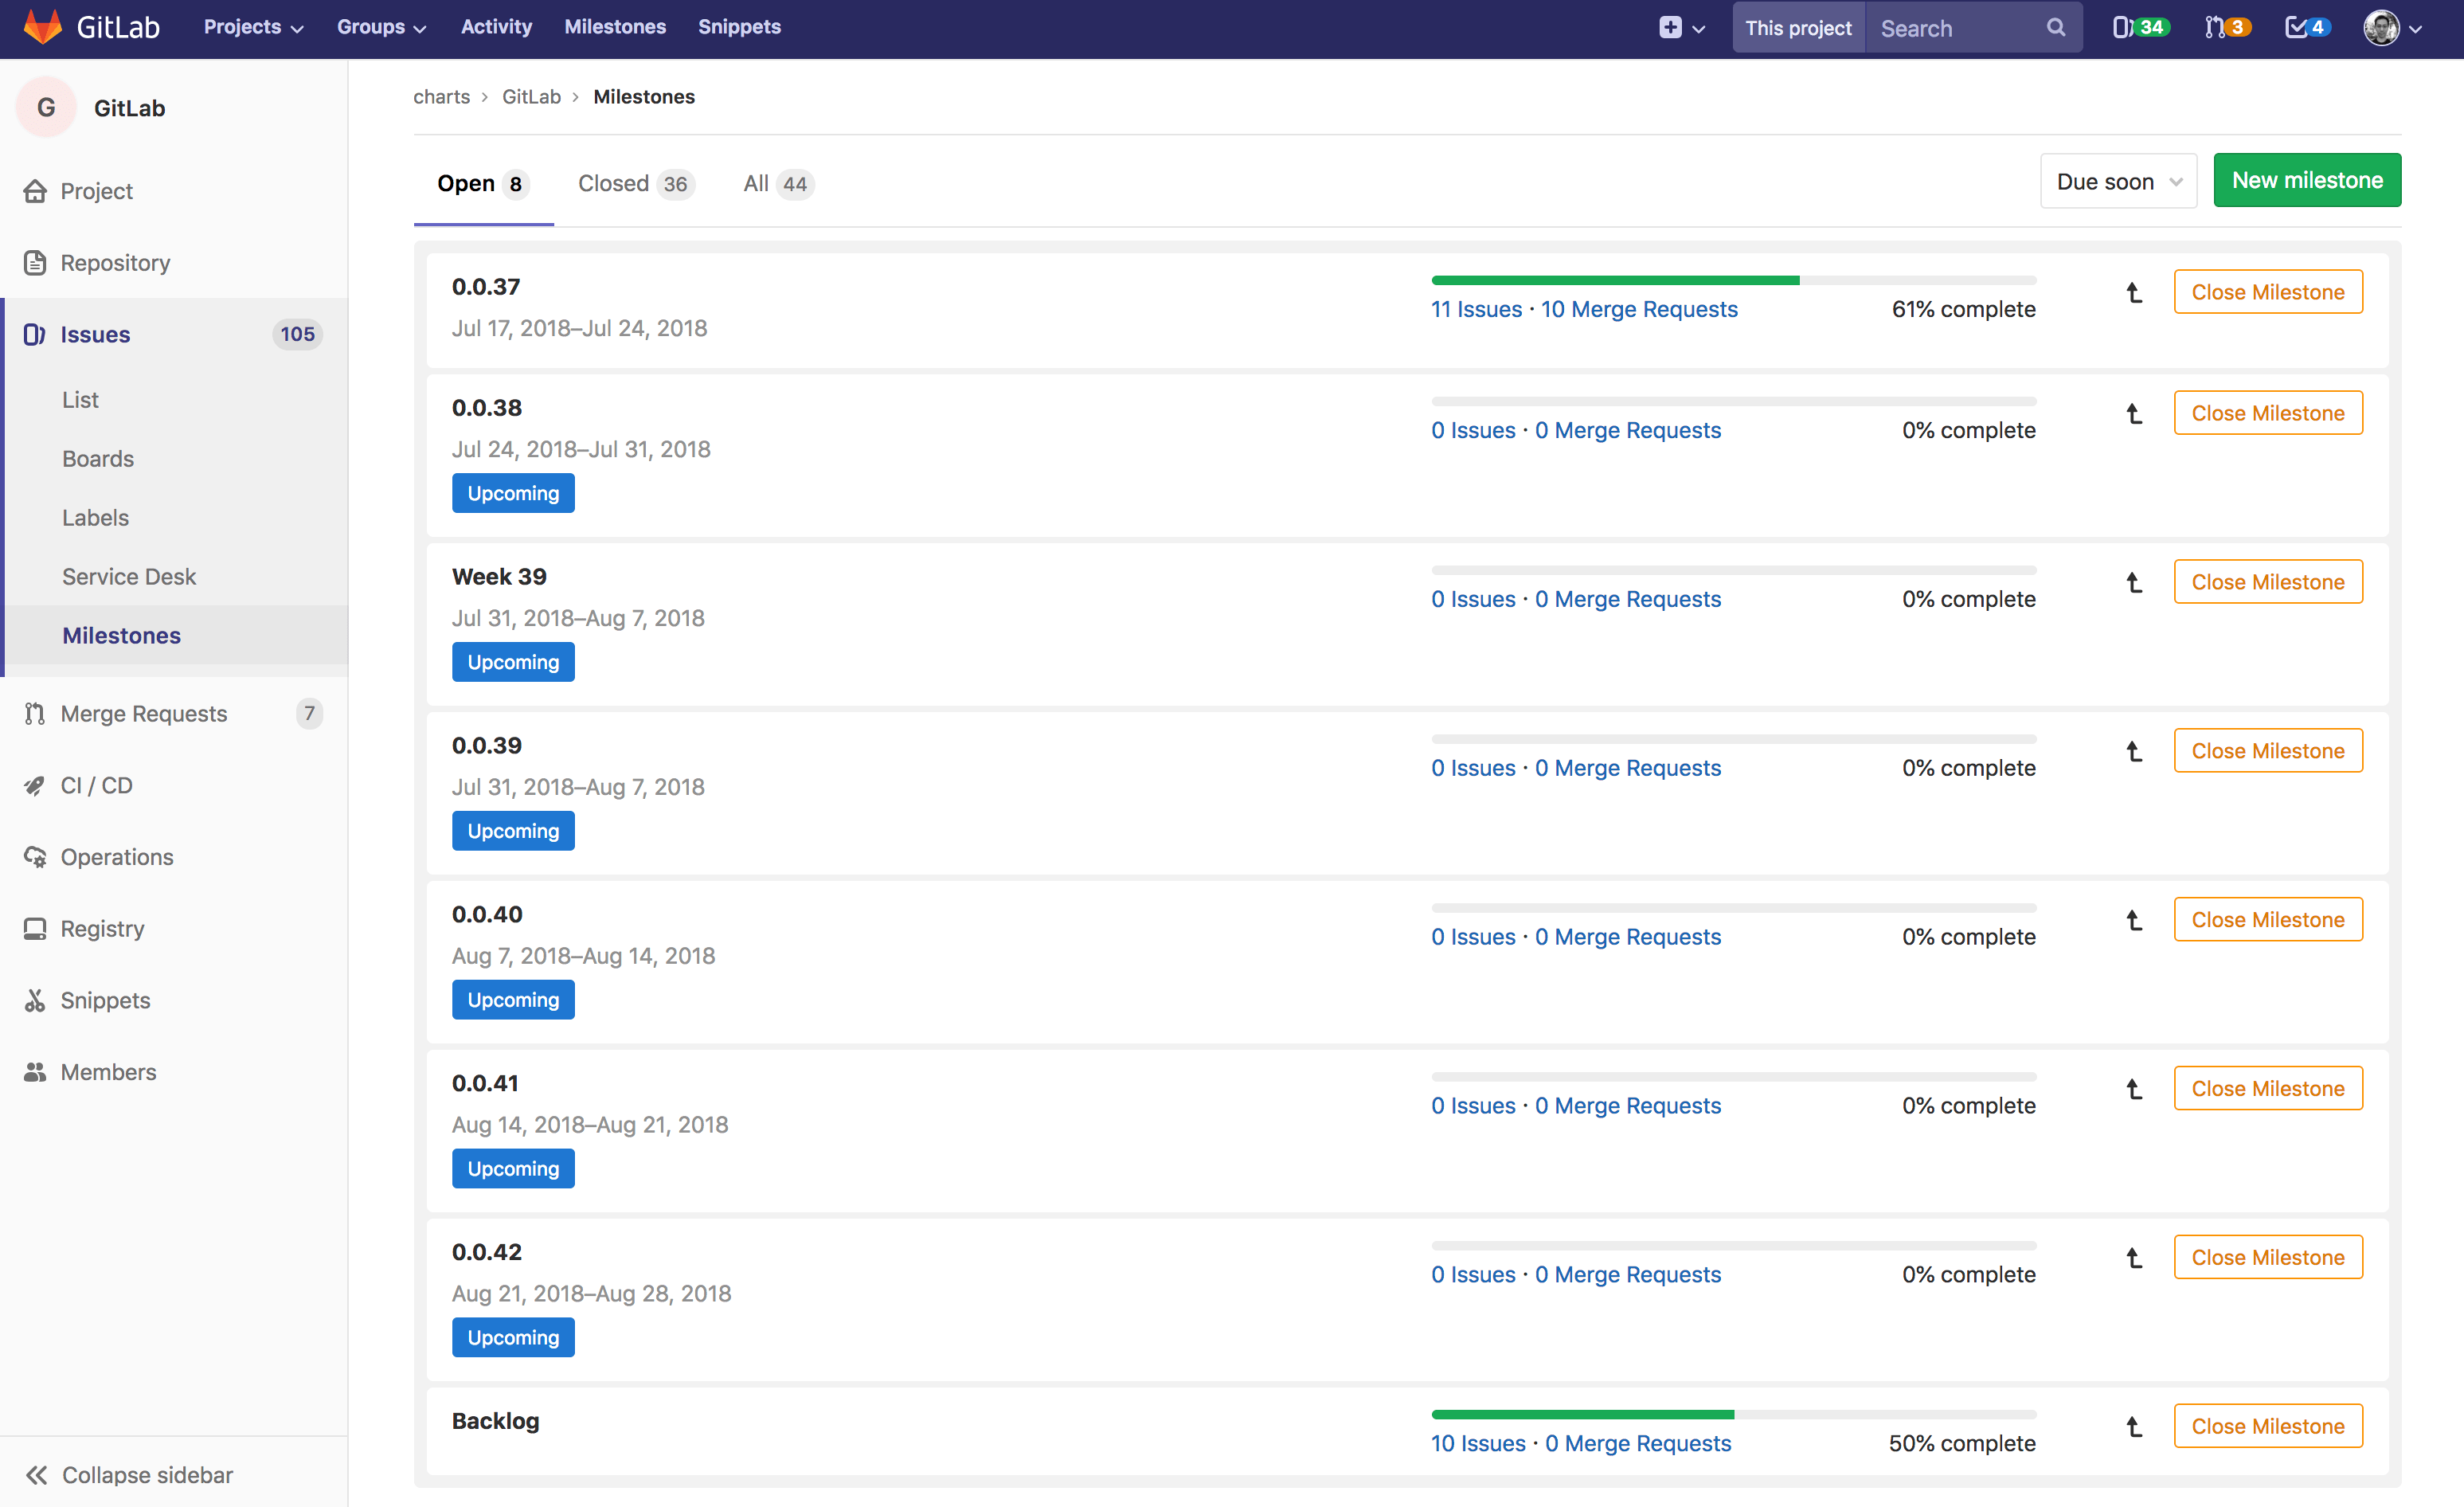 GitLab Projects Groups Activity Milestones Snippets This project Search 34 3 4
G GitLab
Project
Repository
Issues 105
List
Boards
Labels
Service Desk
Milestones
Merge Requests 7
CI / CD
Operations
Registry
Snippets
Members
Collapse sidebar
charts › GitLab › Milestones
Open 8 Closed 36 All 44 Due soon New milestone
0.0.37
Jul 17, 2018–Jul 24, 2018
11 Issues · 10 Merge Requests 61% complete
Close Milestone
0.0.38
Jul 24, 2018–Jul 31, 2018
Upcoming
0 Issues · 0 Merge Requests 0% complete
Close Milestone
Week 39
Jul 31, 2018–Aug 7, 2018
Upcoming
0 Issues · 0 Merge Requests 0% complete
Close Milestone
0.0.39
Jul 31, 2018–Aug 7, 2018
Upcoming
0 Issues · 0 Merge Requests 0% complete
Close Milestone
0.0.40
Aug 7, 2018–Aug 14, 2018
Upcoming
0 Issues · 0 Merge Requests 0% complete
Close Milestone
0.0.41
Aug 14, 2018–Aug 21, 2018
Upcoming
0 Issues · 0 Merge Requests 0% complete
Close Milestone
0.0.42
Aug 21, 2018–Aug 28, 2018
Upcoming
0 Issues · 0 Merge Requests 0% complete
Close Milestone
Backlog
10 Issues · 0 Merge Requests 50% complete
Close Milestone